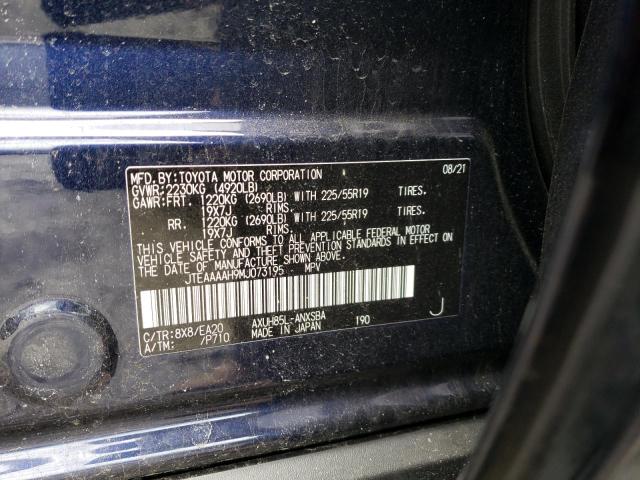 MFD. BY: TOYOTA MOTOR CORPORATION 08/21
GVWR: 2230KG (4920LB)
GAWR: FRT. 1220KG (2690LB) WITH 225/55R19 TIRES.
19X7J RIMS.
RR. 1220KG (2690LB) WITH 225/55R19 TIRES.
19X7J RIMS.
THIS VEHICLE CONFORMS TO ALL APPLICABLE FEDERAL MOTOR
VEHICLE SAFETY AND THEFT PREVENTION STANDARDS IN EFFECT ON
THE DATE OF MANUFACTURE SHOWN ABOVE.
JTEAAAAH9MJ073195 MPV
C/TR: 8X8/EA20 AXUH85L-ANXSBA 190 J
A/TM: /P710 MADE IN JAPAN